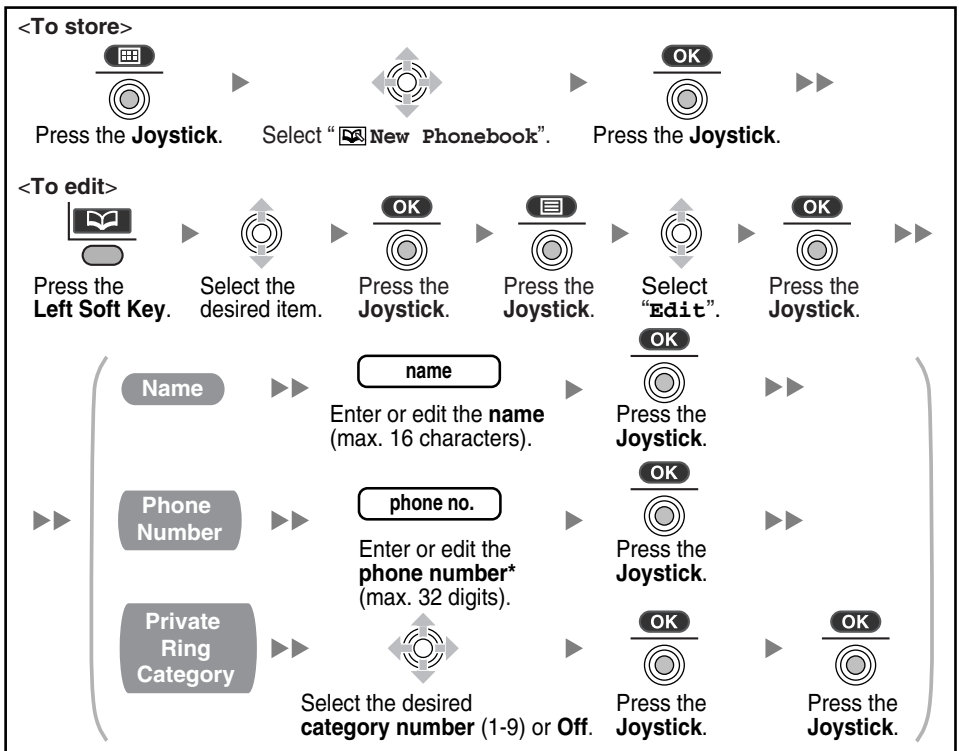 <To store>
OK
Press the Joystick. Select “ New Phonebook”. Press the Joystick.
<To edit>
OK OK
Press the Left Soft Key.
Select the desired item.
Press the Joystick.
Press the Joystick.
Select “Edit”.
Press the Joystick.
Name
name
Enter or edit the name
(max. 16 characters).
OK
Press the
Joystick.
Phone
Number
phone no.
Enter or edit the
phone number*
(max. 32 digits).
OK
Press the
Joystick.
Private
Ring
Category
Select the desired
category number (1-9) or Off.
OK
Press the
Joystick.
OK
Press the
Joystick.